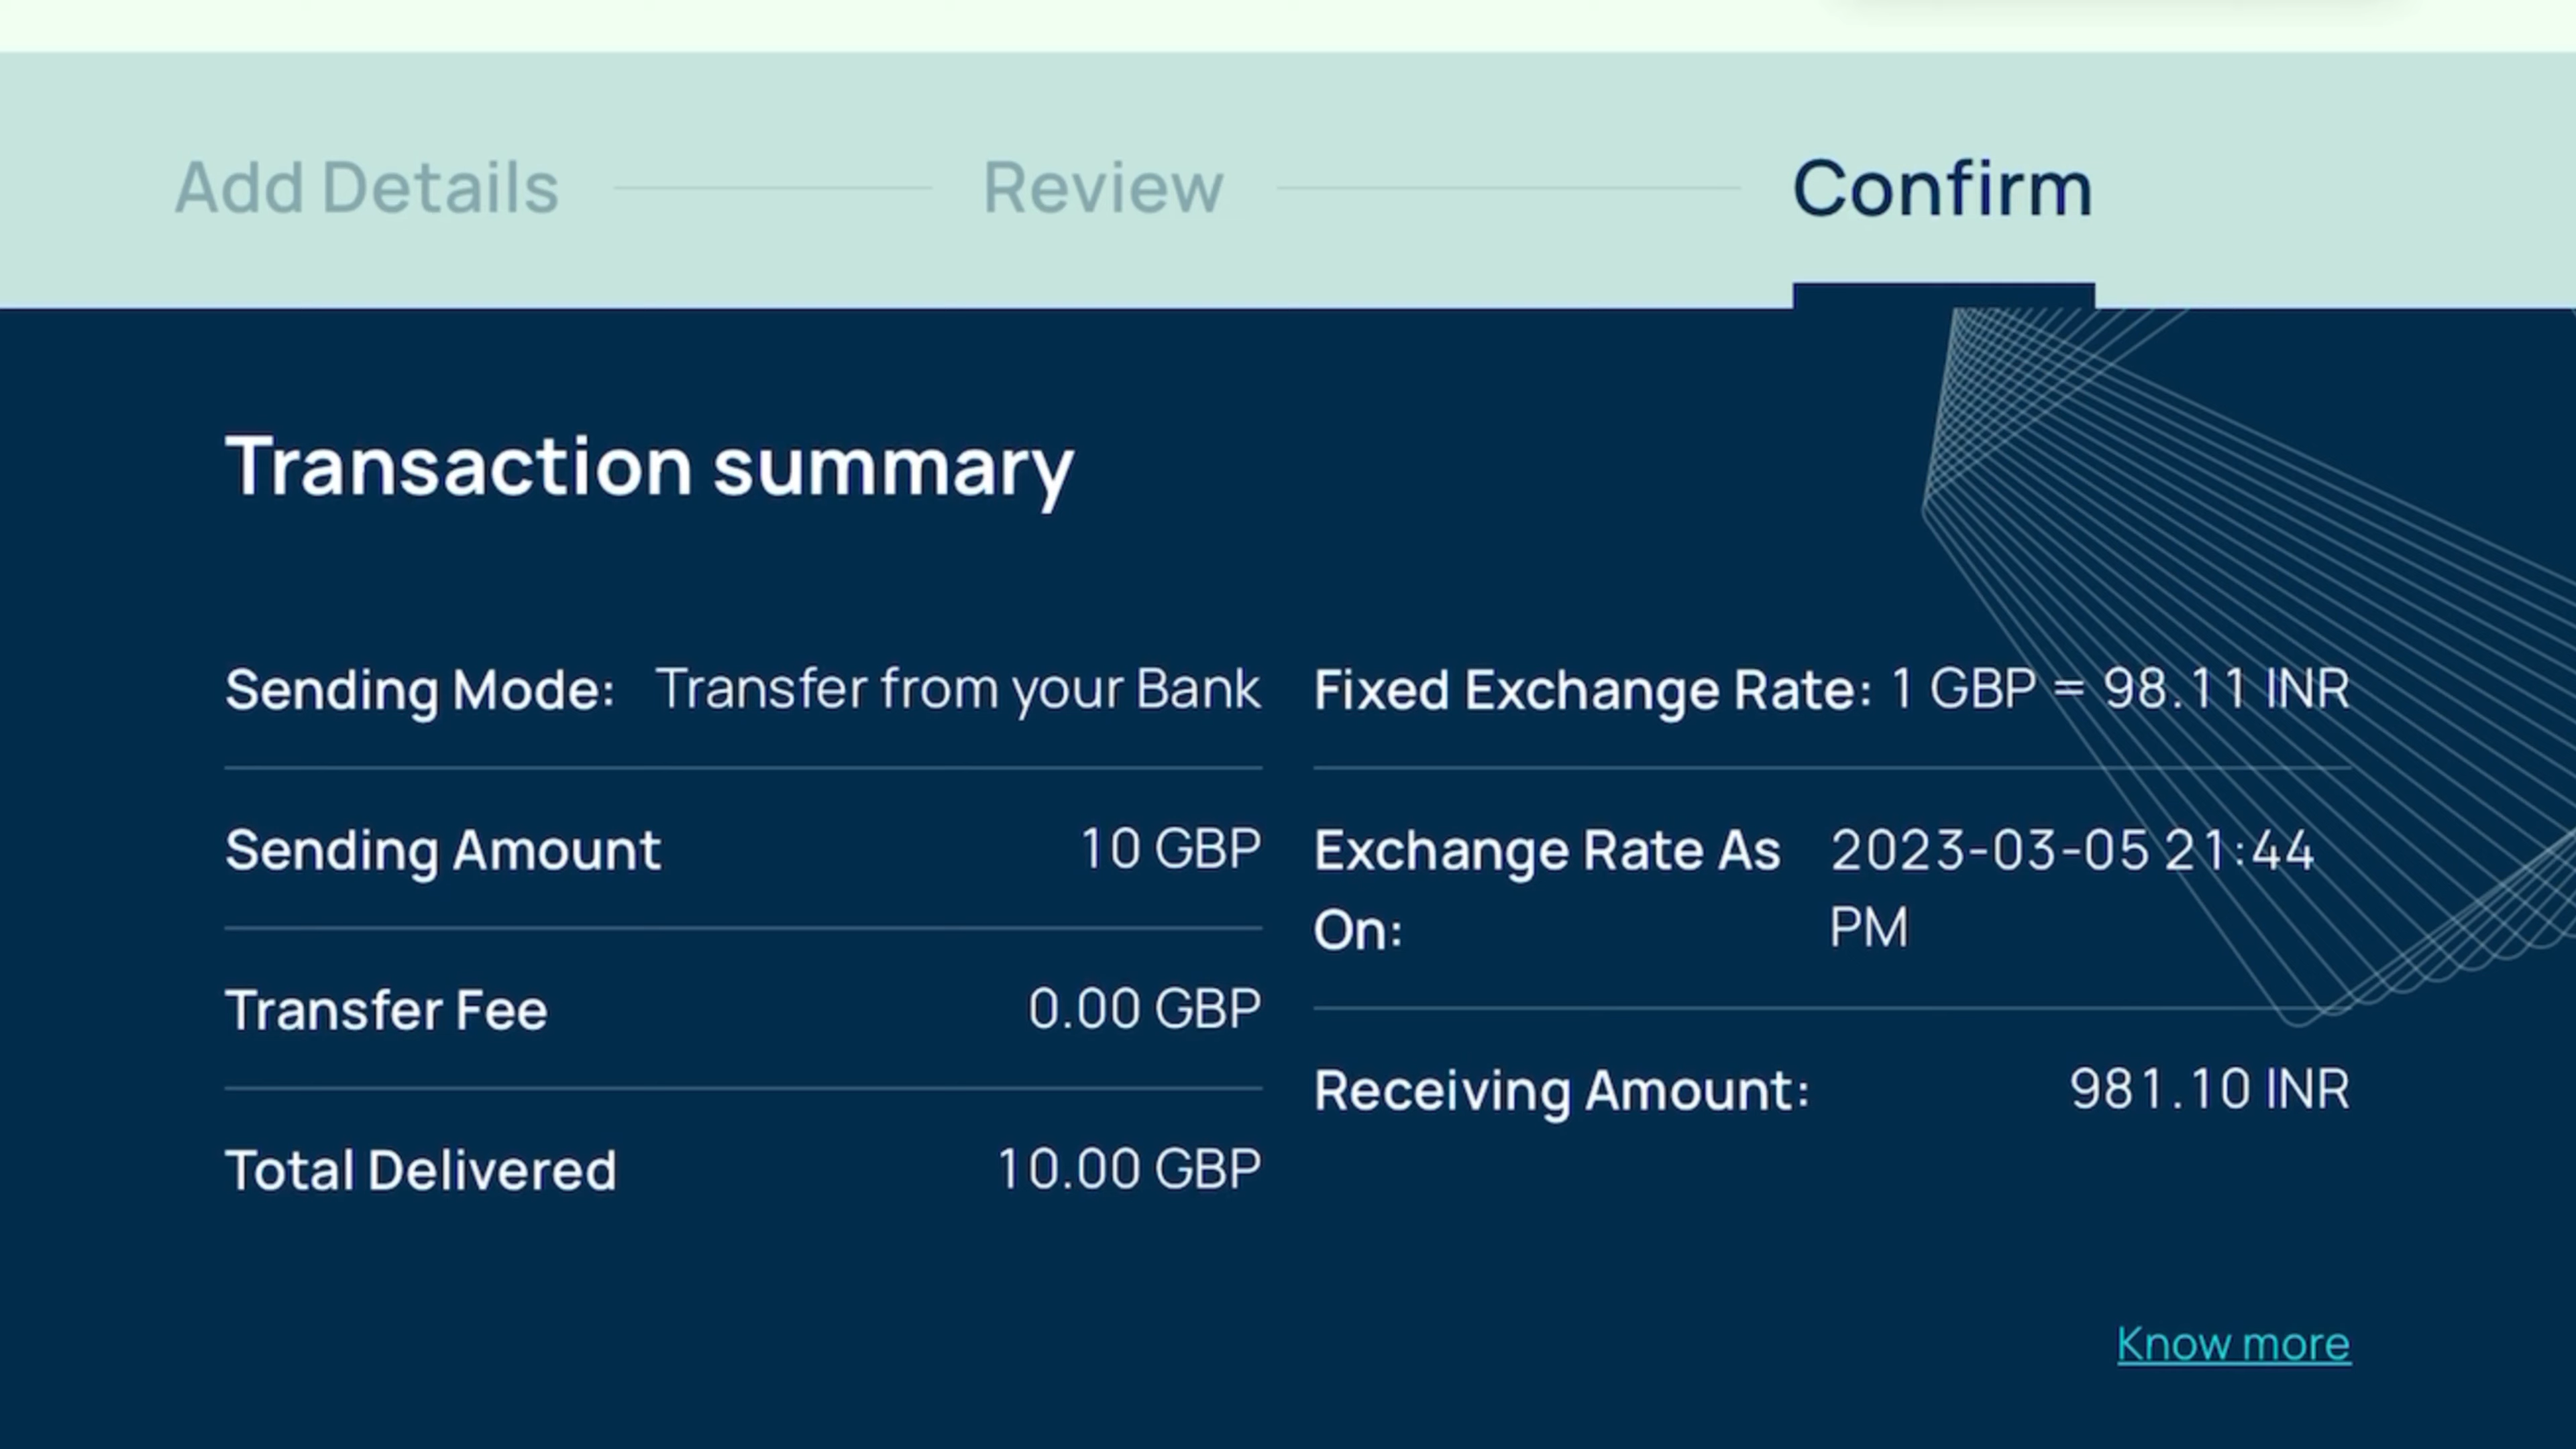 Add Details
Review
Confirm
Transaction summary
Sending Mode: Transfer from your Bank
Sending Amount 10 GBP
Transfer Fee 0.00 GBP
Total Delivered 10.00 GBP
Fixed Exchange Rate: 1 GBP = 98.11 INR
Exchange Rate As 2023-03-05 21:44
On: PM
Receiving Amount: 981.10 INR
Know more